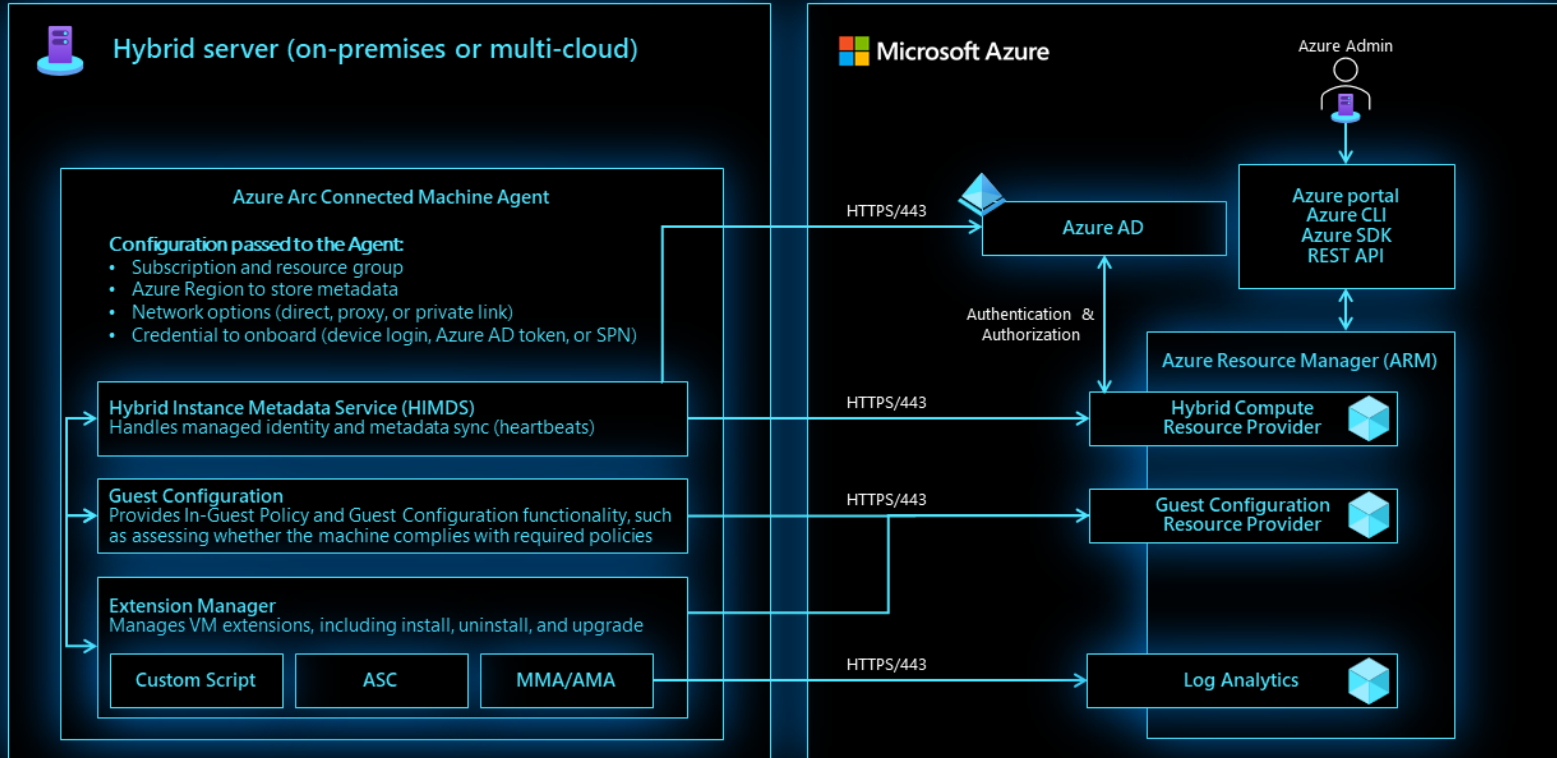 Hybrid server (on-premises or multi-cloud)
Azure Arc Connected Machine Agent
Configuration passed to the Agent:
• Subscription and resource group
• Azure Region to store metadata
• Network options (direct, proxy, or private link)
• Credential to onboard (device login, Azure AD token, or SPN)
Hybrid Instance Metadata Service (HIMDS)
Handles managed identity and metadata sync (heartbeats)
Guest Configuration
Provides In-Guest Policy and Guest Configuration functionality, such
as assessing whether the machine complies with required policies
Extension Manager
Manages VM extensions, including install, uninstall, and upgrade
Custom Script
ASC
MMA/AMA
Microsoft Azure
Azure Admin
HTTPS/443
Azure AD
Azure portal
Azure CLI
Azure SDK
REST API
Authentication &
Authorization
Azure Resource Manager (ARM)
HTTPS/443
Hybrid Compute
Resource Provider
HTTPS/443
Guest Configuration
Resource Provider
HTTPS/443
Log Analytics